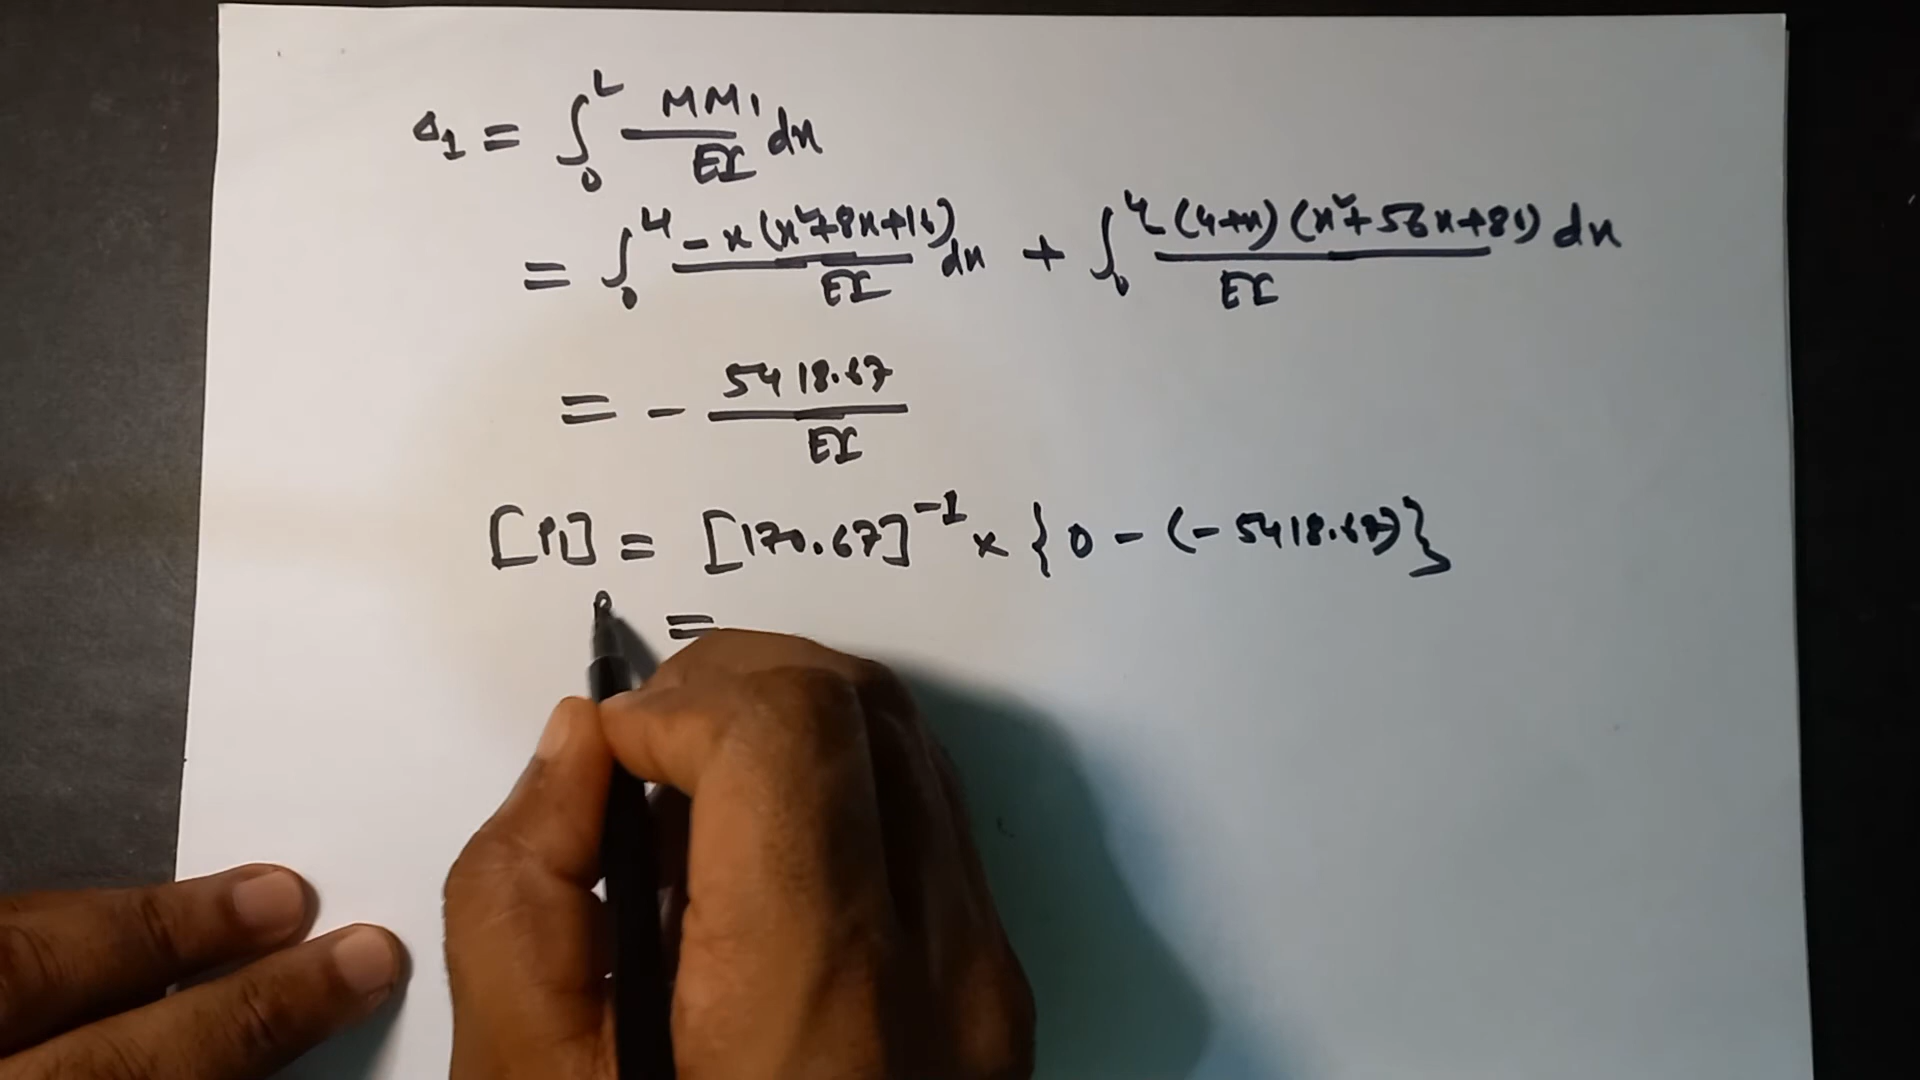 Δ1 = ∫₀ᴸ MM1/EI dx
= ∫₀⁴ -x(x²+8x+16)/EI dx + ∫₀⁴ (4+x)(x²+56x+81)/EI dx
= - 5418.67/EI
[P1] = [170.67]⁻¹ × {0 - (-5418.67)}
=